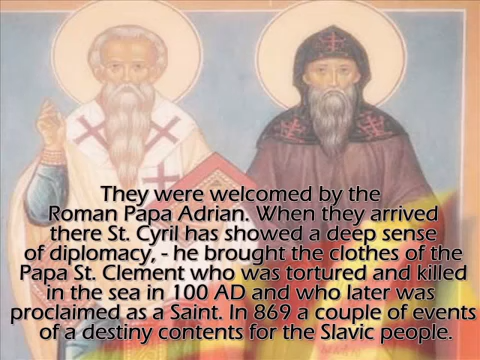 They were welcomed by the
Roman Papa Adrian. When they arrived
there St. Cyril has showed a deep sense
of diplomacy, - he brought the clothes of the
Papa St. Clement who was tortured and killed
in the sea in 100 AD and who later was
proclaimed as a Saint. In 869 a couple of events
of a destiny contents for the Slavic people.